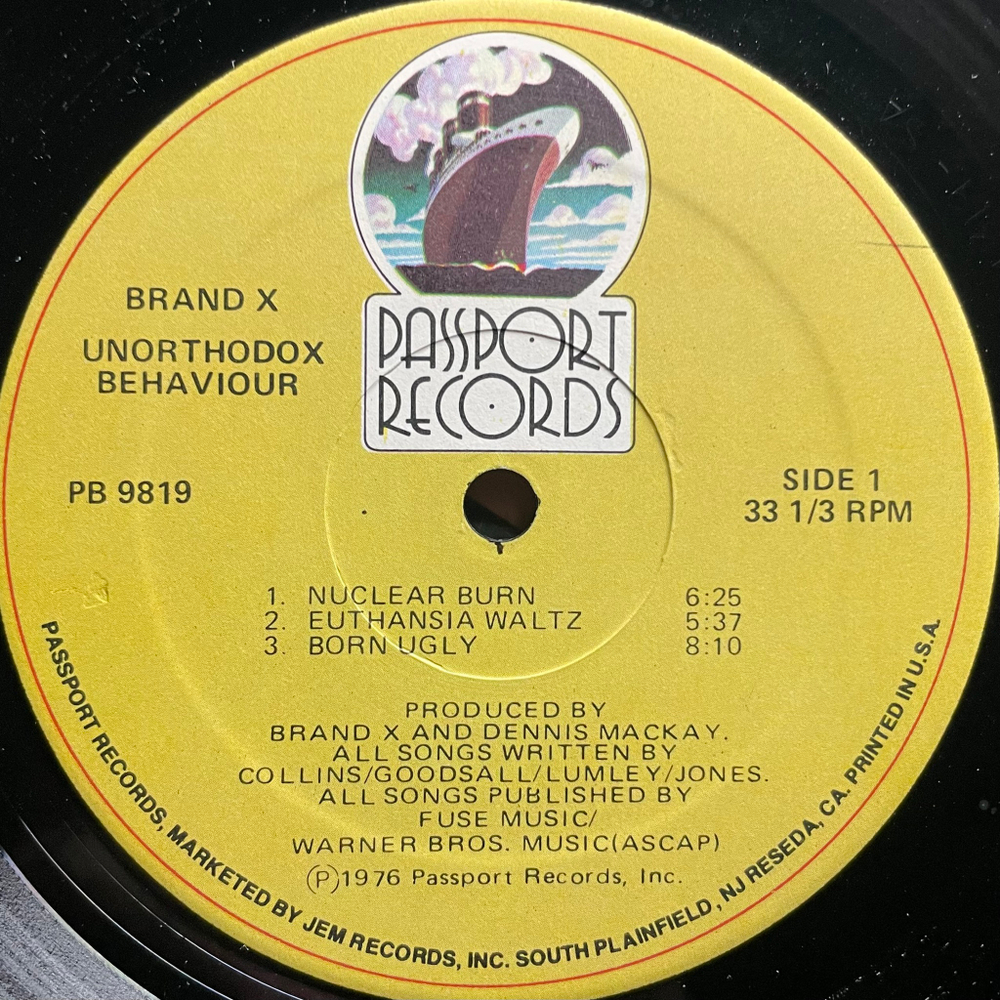 PASSPORT
RECORDS
BRAND X
UNORTHODOX
BEHAVIOUR
PB 9819
SIDE 1
33 1/3 RPM
1. NUCLEAR BURN 6:25
2. EUTHANSIA WALTZ 5:37
3. BORN UGLY 8:10
PRODUCED BY
BRAND X AND DENNIS MACKAY.
ALL SONGS WRITTEN BY
COLLINS/GOODSALL/LUMLEY/JONES.
ALL SONGS PUBLISHED BY
FUSE MUSIC/
WARNER BROS. MUSIC(ASCAP)
Ⓟ1976 Passport Records, Inc.
PASSPORT RECORDS, MARKETED BY JEM RECORDS, INC. SOUTH PLAINFIELD, NJ RESEDA, CA. PRINTED IN U.S.A.